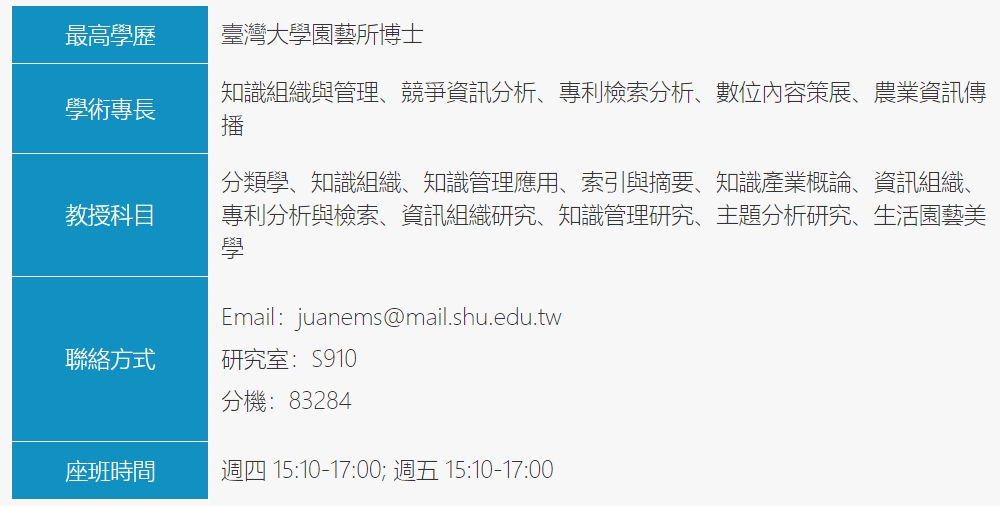 最高學歷
臺灣大學園藝所博士
學術專長
知識組織與管理、競爭資訊分析、專利檢索分析、數位內容策展、農業資訊傳
播
教授科目
分類學、知識組織、知識管理應用、索引與摘要、知識產業概論、資訊組織、
專利分析與檢索、資訊組織研究、知識管理研究、主題分析研究、生活園藝美
學
聯絡方式
Email：juanems@mail.shu.edu.tw
研究室：S910
分機：83284
座班時間
週四 15:10-17:00; 週五 15:10-17:00